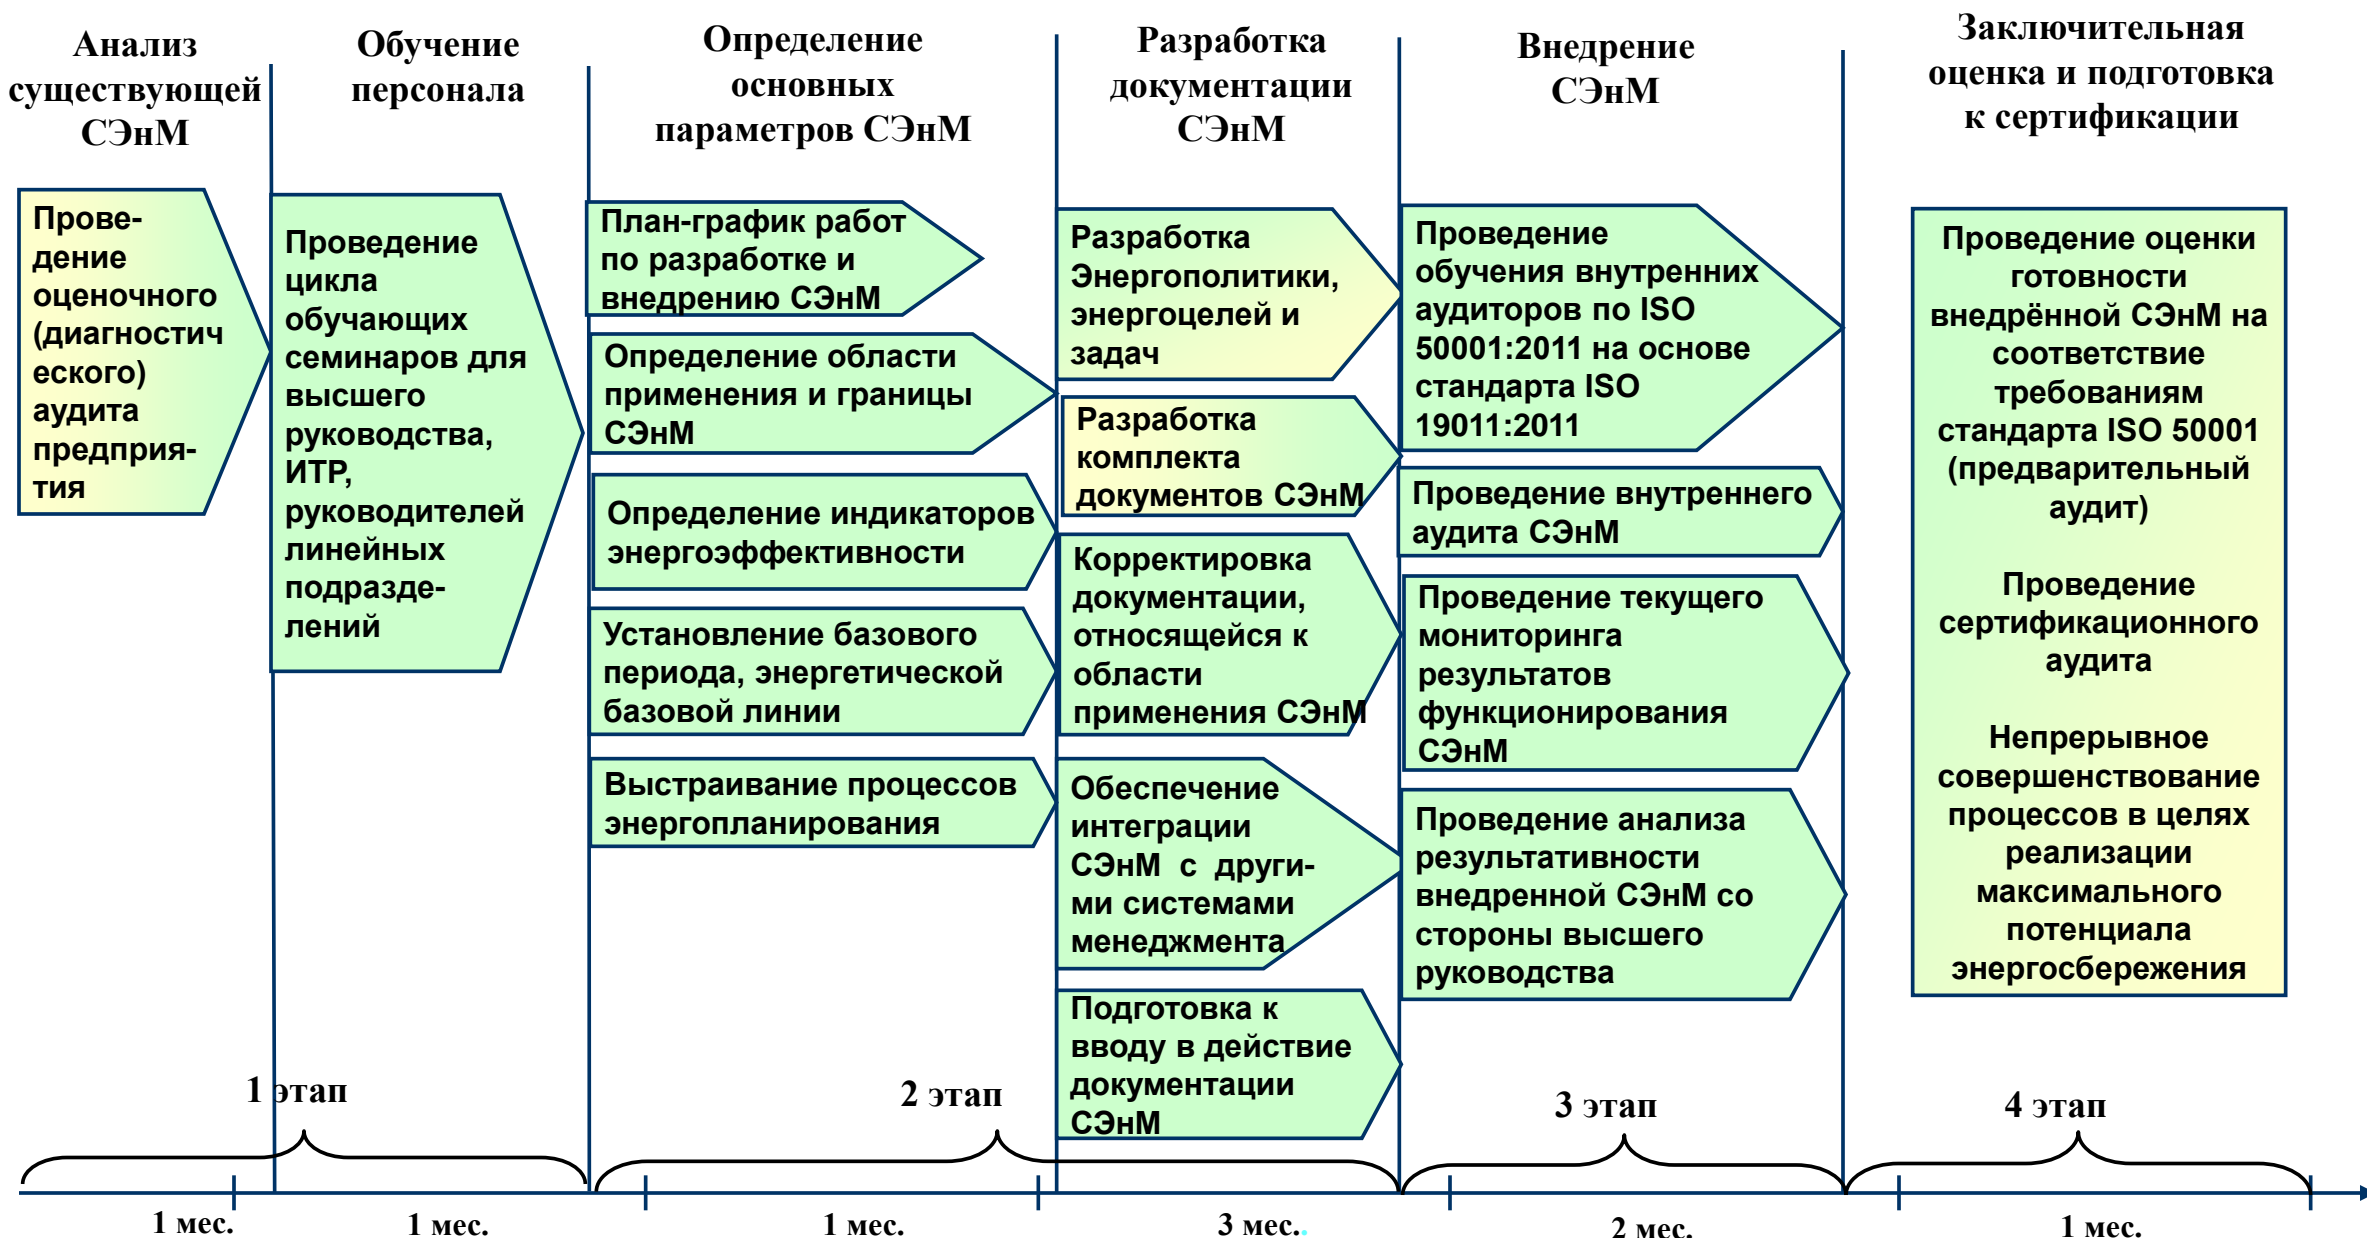 Анализ
существующей
СЭнМ
Обучение
персонала
Определение
основных
параметров СЭнМ
Разработка
документации
СЭнМ
Внедрение
СЭнМ
Заключительная
оценка и подготовка
к сертификации
Прове-
дение
оценочного
(диагностич
еского)
аудита
предприя-
тия
Проведение
цикла
обучающих
семинаров для
высшего
руководства,
ИТР,
руководителей
линейных
подразде-
лений
План-график работ
по разработке и
внедрению СЭнМ
Определение области
применения и границы
СЭнМ
Определение индикаторов
энергоэффективности
Установление базового
периода, энергетической
базовой линии
Выстраивание процессов
энергопланирования
Разработка
Энергополитики,
энергоцелей и
задач
Разработка
комплекта
документов СЭнМ
Корректировка
документации,
относящейся к
области
применения СЭнМ
Обеспечение
интеграции
СЭнМ с други-
ми системами
менеджмента
Подготовка к
вводу в действие
документации
СЭнМ
Проведение
обучения внутренних
аудиторов по ISO
50001:2011 на основе
стандарта ISO
19011:2011
Проведение внутреннего
аудита СЭнМ
Проведение текущего
мониторинга
результатов
функционирования
СЭнМ
Проведение анализа
результативности
внедренной СЭнМ со
стороны высшего
руководства
Проведение оценки
готовности
внедрённой СЭнМ на
соответствие
требованиям
стандарта ISO 50001
(предварительный
аудит)
Проведение
сертификационного
аудита
Непрерывное
совершенствование
процессов в целях
реализации
максимального
потенциала
энергосбережения
1 этап
2 этап
3 этап
4 этап
1 мес.
1 мес.
1 мес.
3 мес..
2 мес.
1 мес.